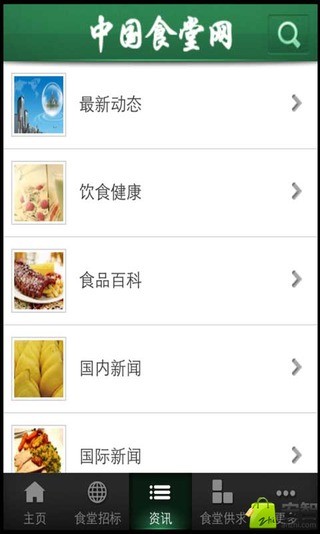 中国食堂网
最新动态
饮食健康
食品百科
国内新闻
国际新闻
主页
食堂招标
资讯
食堂供求
更多
安智